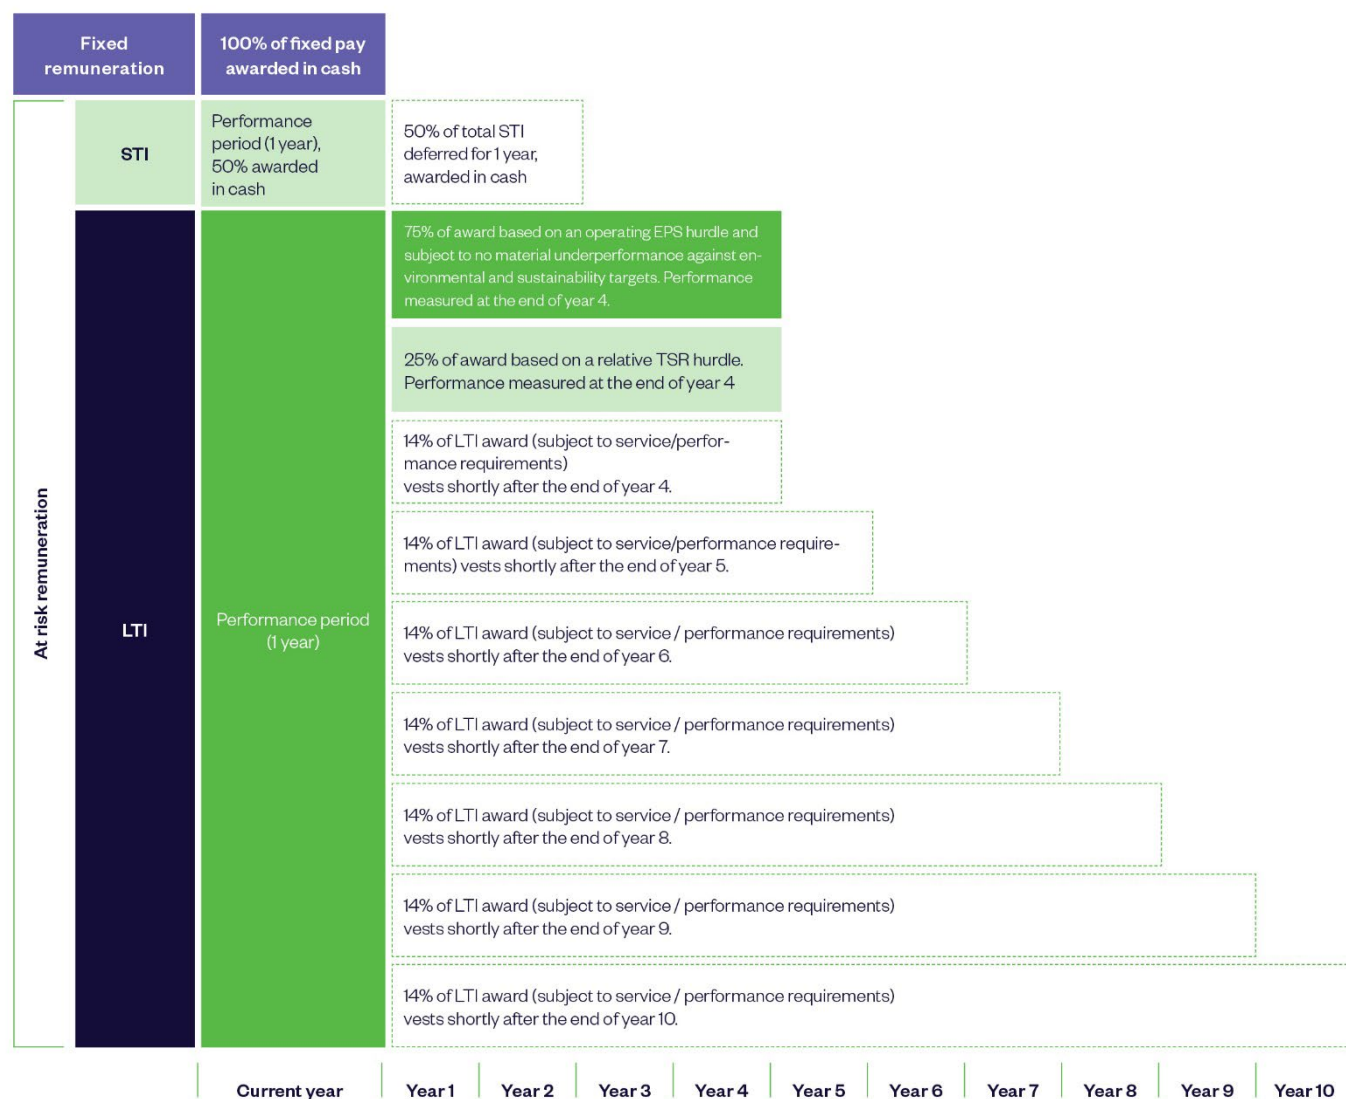 Fixed
remuneration
100% of fixed pay
awarded in cash
At risk remuneration
STI
Performance
period (1 year),
50% awarded
in cash
50% of total STI
deferred for 1 year,
awarded in cash
LTI
Performance period
(1 year)
75% of award based on an operating EPS hurdle and
subject to no material underperformance against en-
vironmental and sustainability targets. Performance
measured at the end of year 4.
25% of award based on a relative TSR hurdle.
Performance measured at the end of year 4
14% of LTI award (subject to service/perfor-
mance requirements)
vests shortly after the end of year 4.
14% of LTI award (subject to service/performance require-
ments) vests shortly after the end of year 5.
14% of LTI award (subject to service / performance requirements)
vests shortly after the end of year 6.
14% of LTI award (subject to service / performance requirements)
vests shortly after the end of year 7.
14% of LTI award (subject to service / performance requirements)
vests shortly after the end of year 8.
14% of LTI award (subject to service / performance requirements)
vests shortly after the end of year 9.
14% of LTI award (subject to service / performance requirements)
vests shortly after the end of year 10.
Current year
Year 1
Year 2
Year 3
Year 4
Year 5
Year 6
Year 7
Year 8
Year 9
Year 10